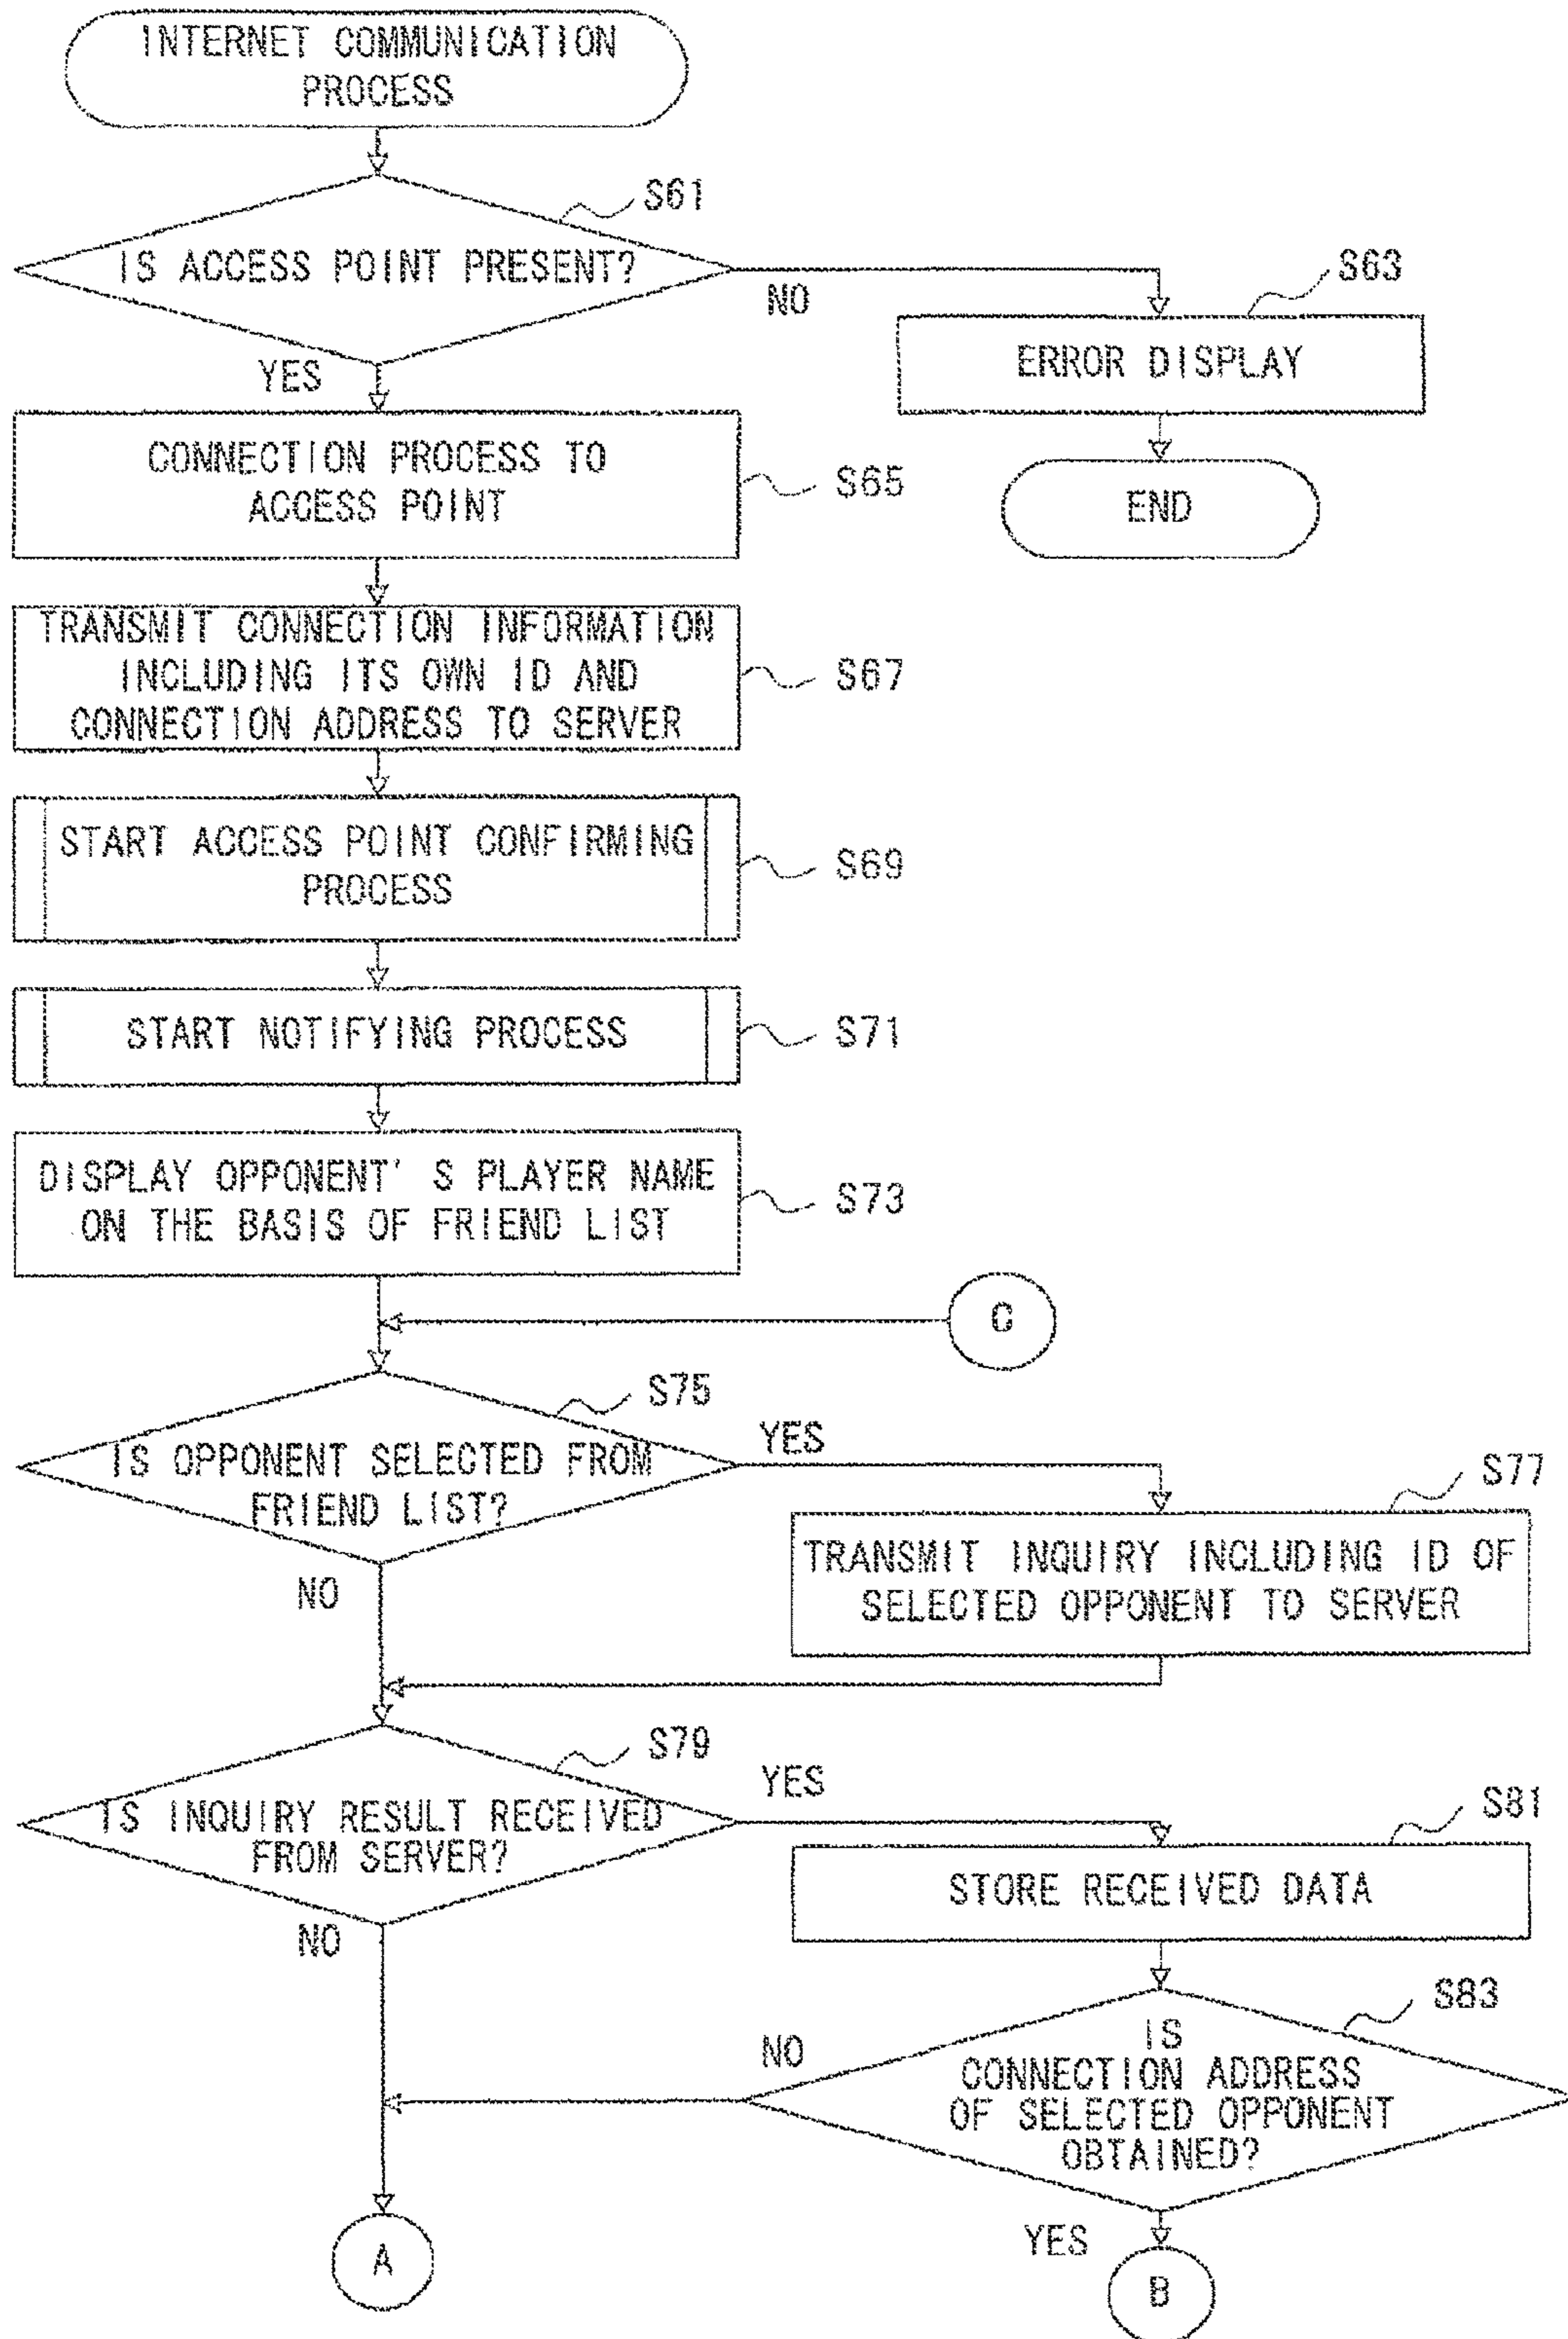 INTERNET COMMUNICATION
PROCESS
S61
IS ACCESS POINT PRESENT?
NO
S63
ERROR DISPLAY
END
YES
CONNECTION PROCESS TO
ACCESS POINT
S65
TRANSMIT CONNECTION INFORMATION
INCLUDING ITS OWN ID AND
CONNECTION ADDRESS TO SERVER
S67
START ACCESS POINT CONFIRMING
PROCESS
S69
START NOTIFYING PROCESS
S71
DISPLAY OPPONENT' S PLAYER NAME
ON THE BASIS OF FRIEND LIST
S73
C
S75
IS OPPONENT SELECTED FROM
FRIEND LIST?
YES
S77
TRANSMIT INQUIRY INCLUDING ID OF
SELECTED OPPONENT TO SERVER
NO
S79
IS INQUIRY RESULT RECEIVED
FROM SERVER?
YES
S81
STORE RECEIVED DATA
NO
S83
IS
CONNECTION ADDRESS
OF SELECTED OPPONENT
OBTAINED?
NO
YES
A
B